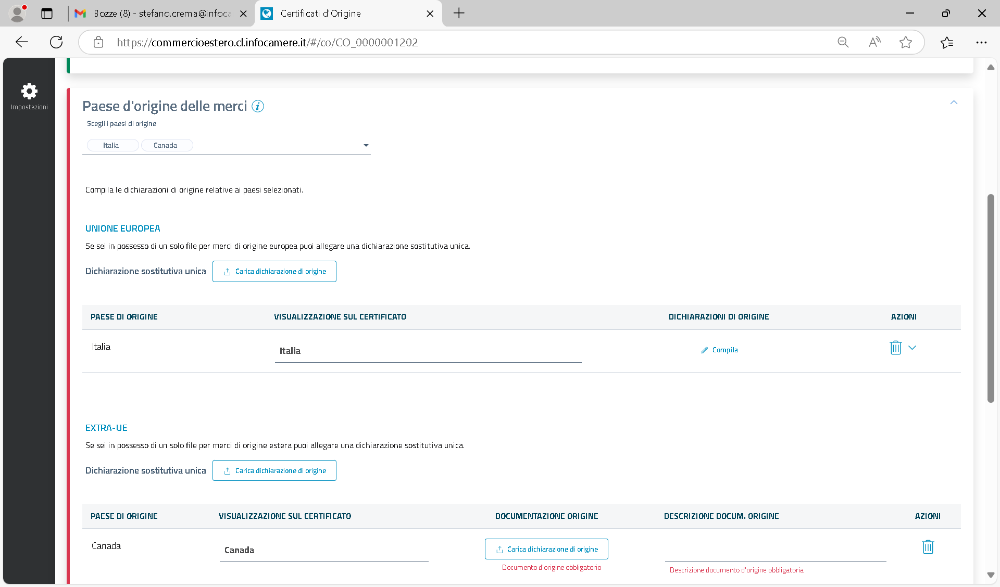 Bozze (8) - stefano.crema@infoca
Certificati d'Origine
https://commercioestero.cl.infocamere.it/#/co/CO_0000001202
Impostazioni
Paese d'origine delle merci i
Scegli i paesi di origine
Italia Canada
Compila le dichiarazioni di origine relative ai paesi selezionati.
UNIONE EUROPEA
Se sei in possesso di un solo file per merci di origine europea puoi allegare una dichiarazione sostitutiva unica.
Dichiarazione sostitutiva unica Carica dichiarazione di origine
PAESE DI ORIGINE VISUALIZZAZIONE SUL CERTIFICATO DICHIARAZIONI DI ORIGINE AZIONI
Italia Italia Compila
EXTRA-UE
Se sei in possesso di un solo file per merci di origine estera puoi allegare una dichiarazione sostitutiva unica.
Dichiarazione sostitutiva unica Carica dichiarazione di origine
PAESE DI ORIGINE VISUALIZZAZIONE SUL CERTIFICATO DOCUMENTAZIONE ORIGINE DESCRIZIONE DOCUM. ORIGINE AZIONI
Canada Canada Carica dichiarazione di origine
Documento d'origine obbligatorio Descrizione documento d'origine obbligatoria